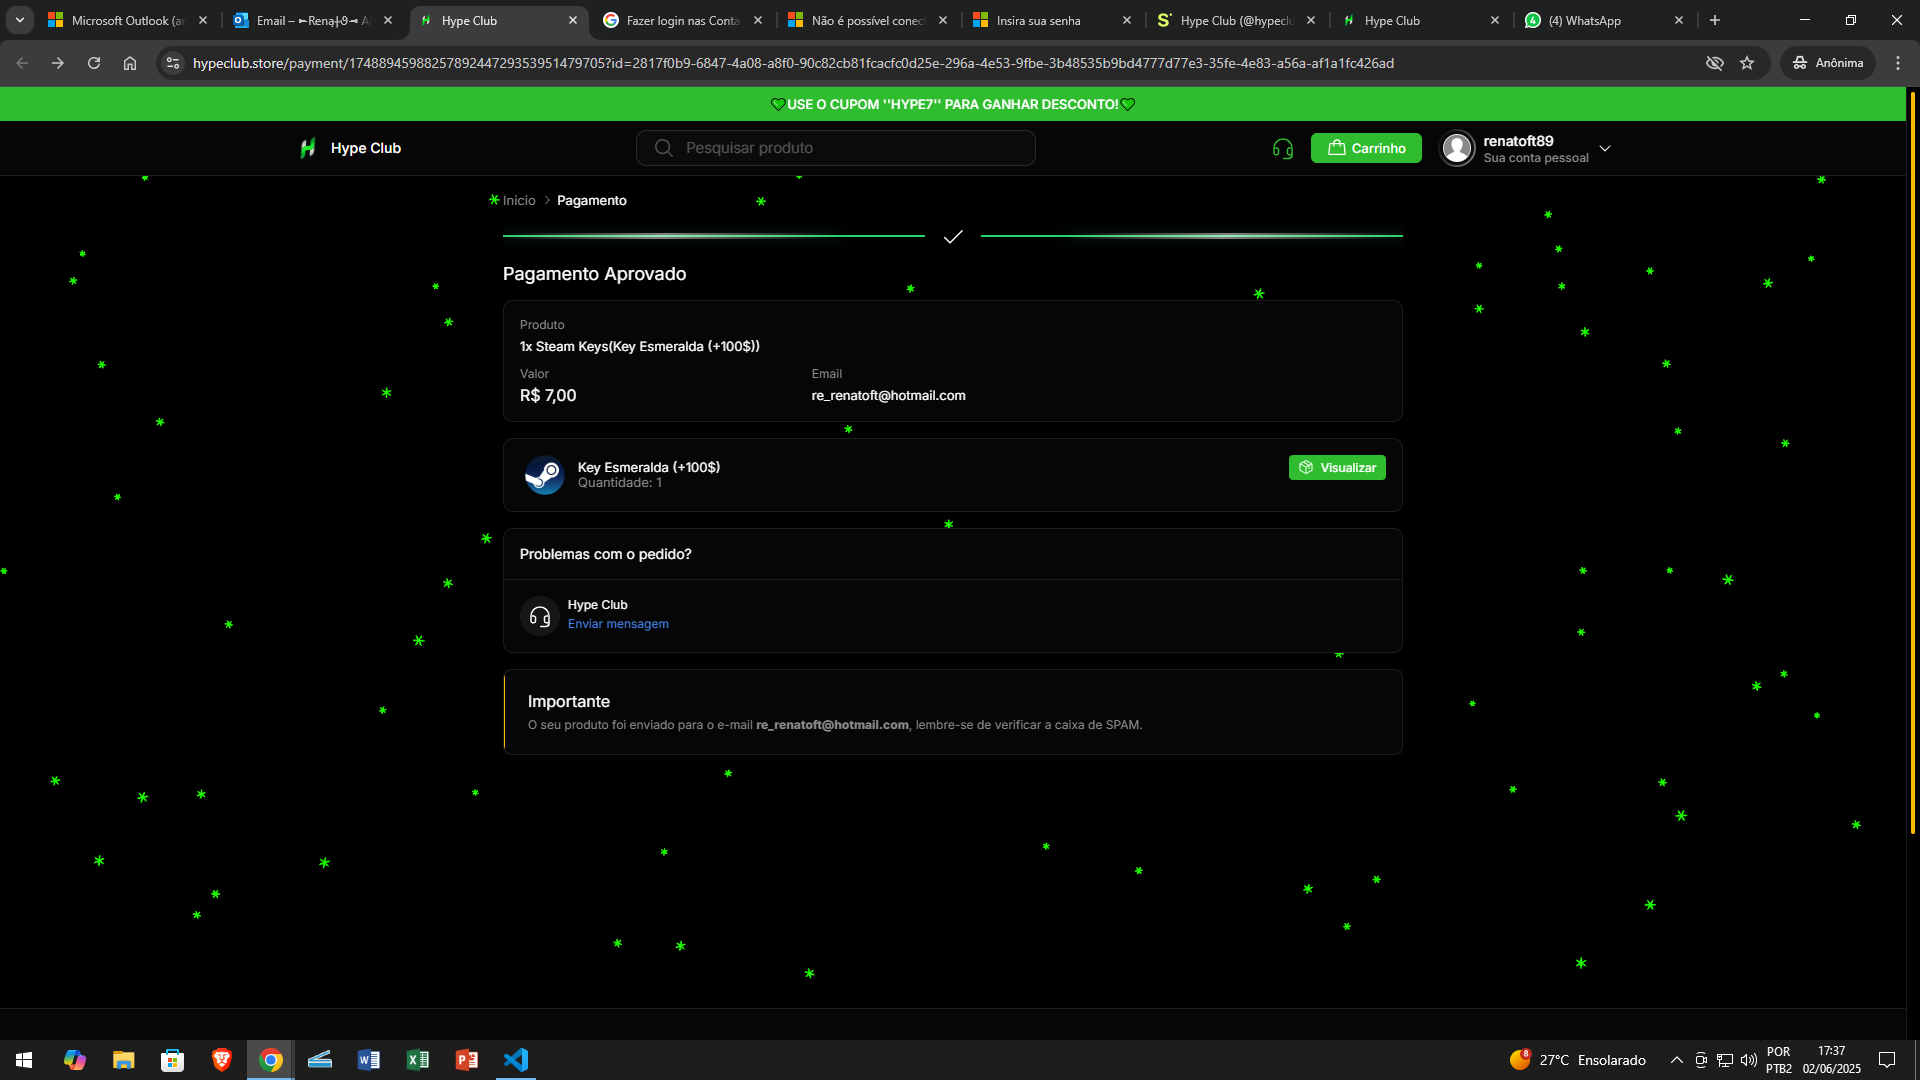 Microsoft Outlook (an
Email – 
Hype Club
Fazer login nas Conta
Não é possível conect
Insira sua senha
Hype Club (@hypeclu
Hype Club
(4) WhatsApp
hypeclub.store/payment/1748894598825789244729353951479705?id=2817f0b9-6847-4a08-a8f0-90c82cb81fcacfc0d25e-296a-4e53-9fbe-3b48535b9bd4777d77e3-35fe-4e83-a56a-af1a1fc426ad
Anônima
💚USE O CUPOM ''HYPE7'' PARA GANHAR DESCONTO!💚
Hype Club
Pesquisar produto
Carrinho
renatoft89
Sua conta pessoal
Inicio > Pagamento
Pagamento Aprovado
Produto
1x Steam Keys(Key Esmeralda (+100$))
Valor
R$ 7,00
Email
re_renatoft@hotmail.com
Key Esmeralda (+100$)
Quantidade: 1
Visualizar
Problemas com o pedido?
Hype Club
Enviar mensagem
Importante
O seu produto foi enviado para o e-mail re_renatoft@hotmail.com, lembre-se de verificar a caixa de SPAM.
8
27°C Ensolarado
POR
PTB2
17:37
02/06/2025